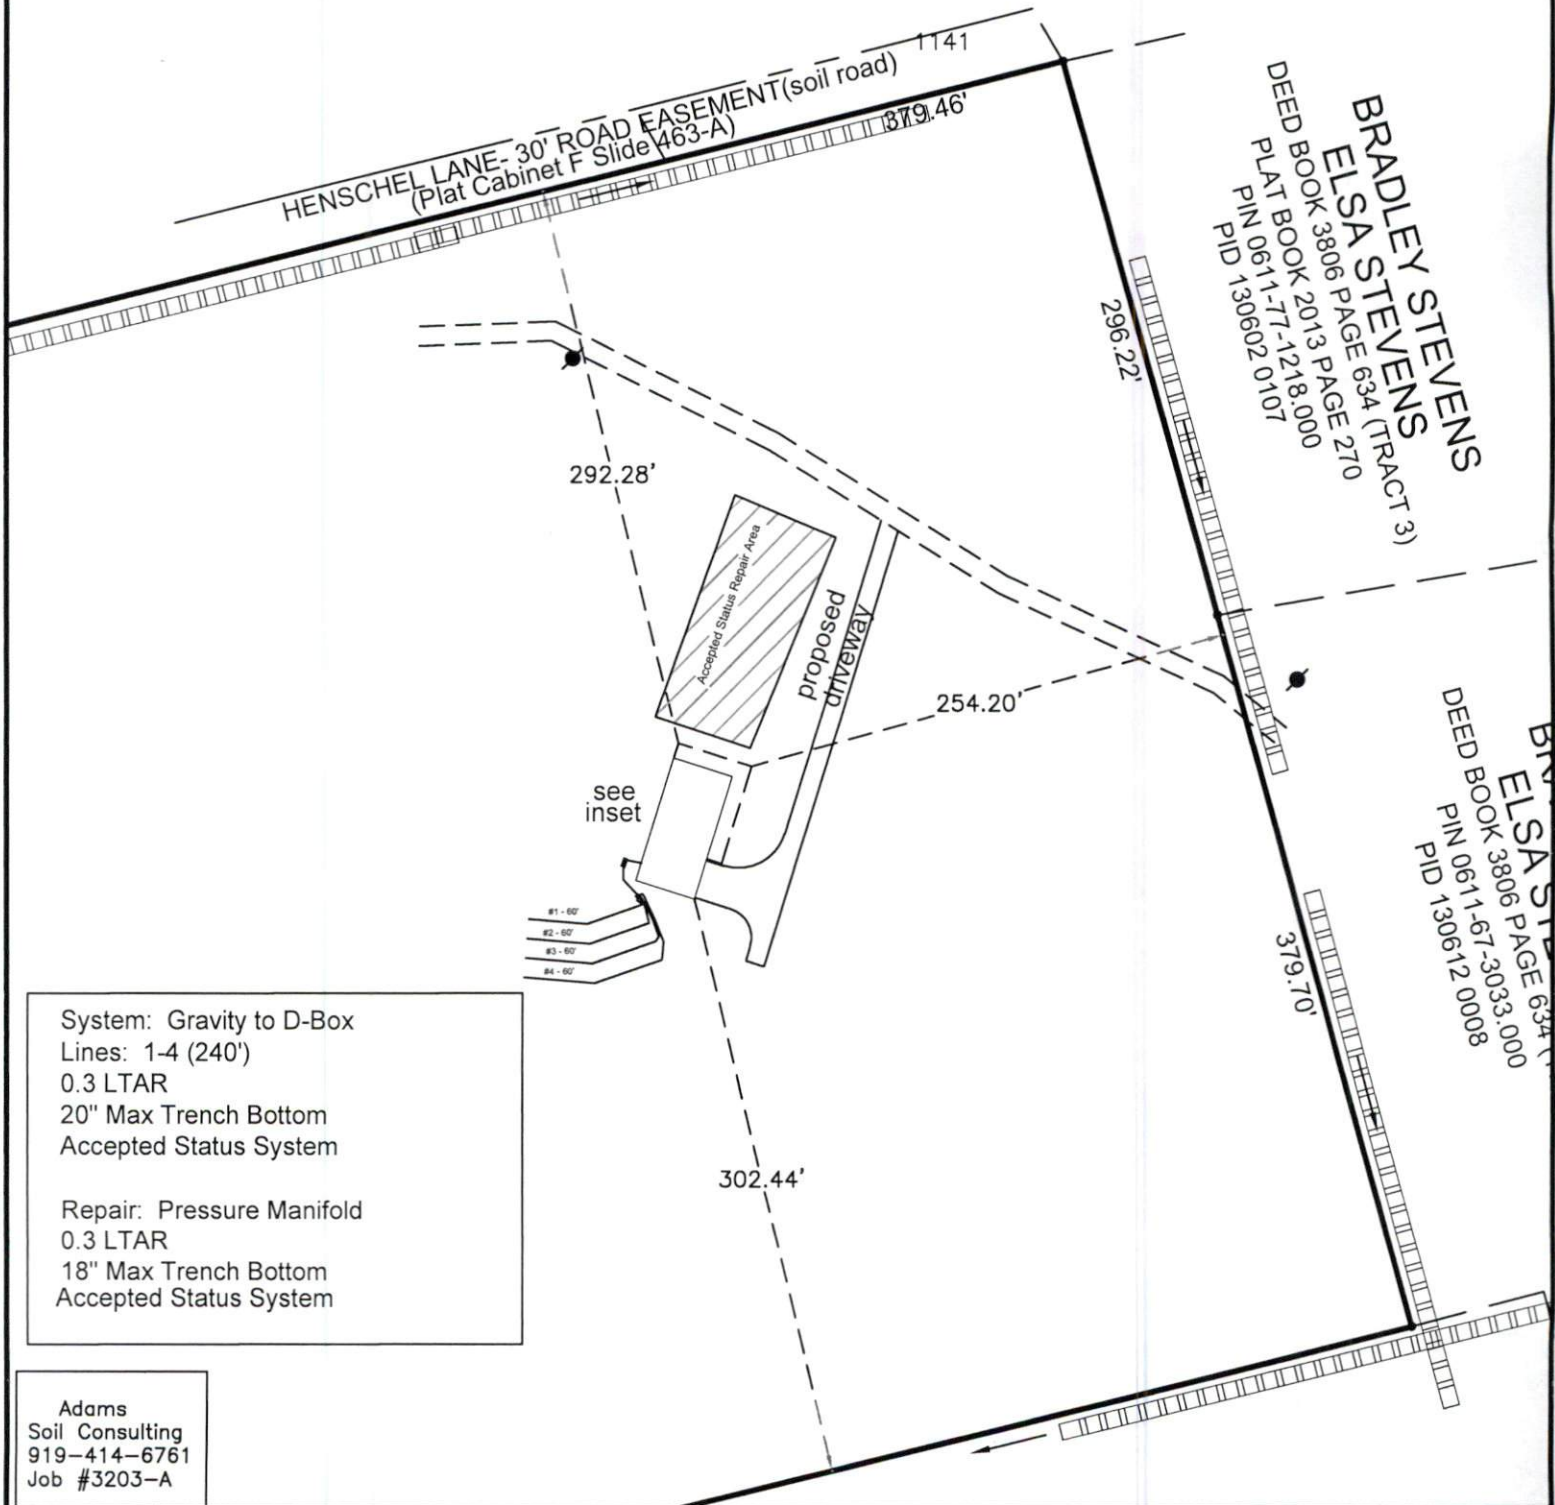 1141
HENSCHEL LANE- 30' ROAD EASEMENT(soil road)
(Plat Cabinet F Slide 463-A)
379.46'
BRADLEY STEVENS
ELSA STEVENS
DEED BOOK 3806 PAGE 634 (TRACT 3)
PLAT BOOK 2013 PAGE 270
PIN 0611-77-1218.000
PID 130602 0107
296.22'
292.28'
Accepted Status Repair Area
proposed
driveway
254.20'
see
inset
#1 - 60'
#2 - 60'
#3 - 60'
#4 - 60'
ELSA
DEED BOOK 3806 PAGE 634
PIN 0611-67-3033.000
PID 130612 0008
379.70'
302.44'
System: Gravity to D-Box
Lines: 1-4 (240')
0.3 LTAR
20" Max Trench Bottom
Accepted Status System
Repair: Pressure Manifold
0.3 LTAR
18" Max Trench Bottom
Accepted Status System
Adams
Soil Consulting
919-414-6761
Job #3203-A